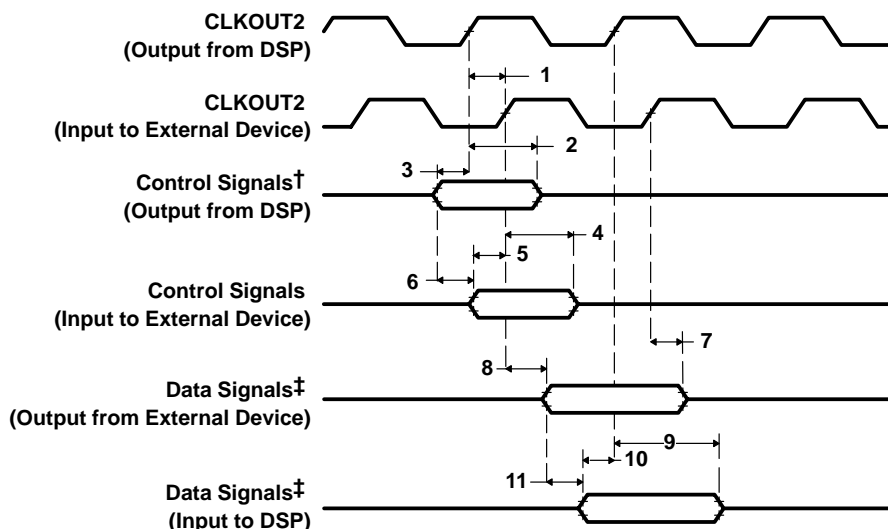 CLKOUT2
(Output from DSP)
1
CLKOUT2
(Input to External Device)
2
3
Control Signals†
(Output from DSP)
4
5
6
Control Signals
(Input to External Device)
7
8
Data Signals‡
(Output from External Device)
9
10
11
Data Signals‡
(Input to DSP)